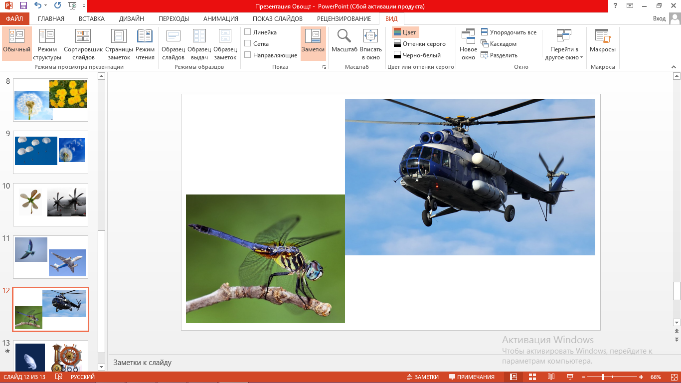 Презентация Овощи - PowerPoint (Сбой активации продукта)
Вход
ФАЙЛ ГЛАВНАЯ ВСТАВКА ДИЗАЙН ПЕРЕХОДЫ АНИМАЦИЯ ПОКАЗ СЛАЙДОВ РЕЦЕНЗИРОВАНИЕ ВИД
Обычный
Режим структуры
Сортировщик слайдов
Страницы заметок
Режим чтения
Режимы просмотра презентации
Образец слайдов
Образец выдач
Образец заметок
Режимы образцов
Линейка
Сетка
Направляющие
Показ
Заметки
Масштаб
Вписать в окно
Масштаб
Цвет
Оттенки серого
Черно-белый
Цвет или оттенки серого
Новое окно
Упорядочить все
Каскадом
Разделить
Перейти в другое окно
Окно
Макросы
Макросы
8
9
10
11
12
13
Заметки к слайду
Активация Windows
Чтобы активировать Windows, перейдите к
параметрам компьютера.
СЛАЙД 12 ИЗ 13 РУССКИЙ ЗАМЕТКИ ПРИМЕЧАНИЯ 66%